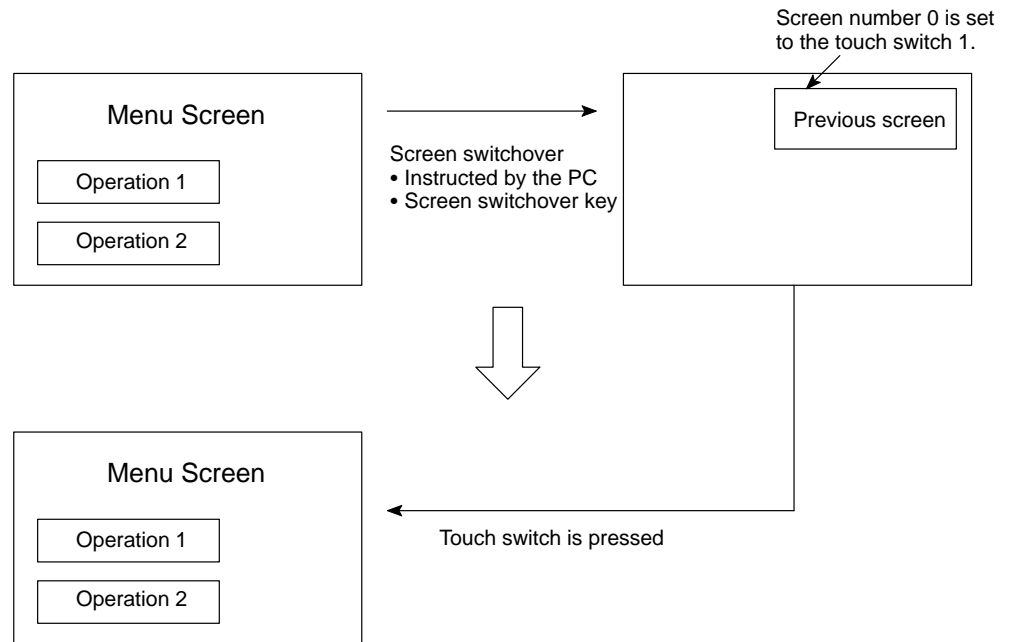 Screen number 0 is set
to the touch switch 1.
Menu Screen
Previous screen
Screen switchover
• Instructed by the PC
• Screen switchover key
Operation 1
Operation 2
Menu Screen
Operation 1
Touch switch is pressed
Operation 2